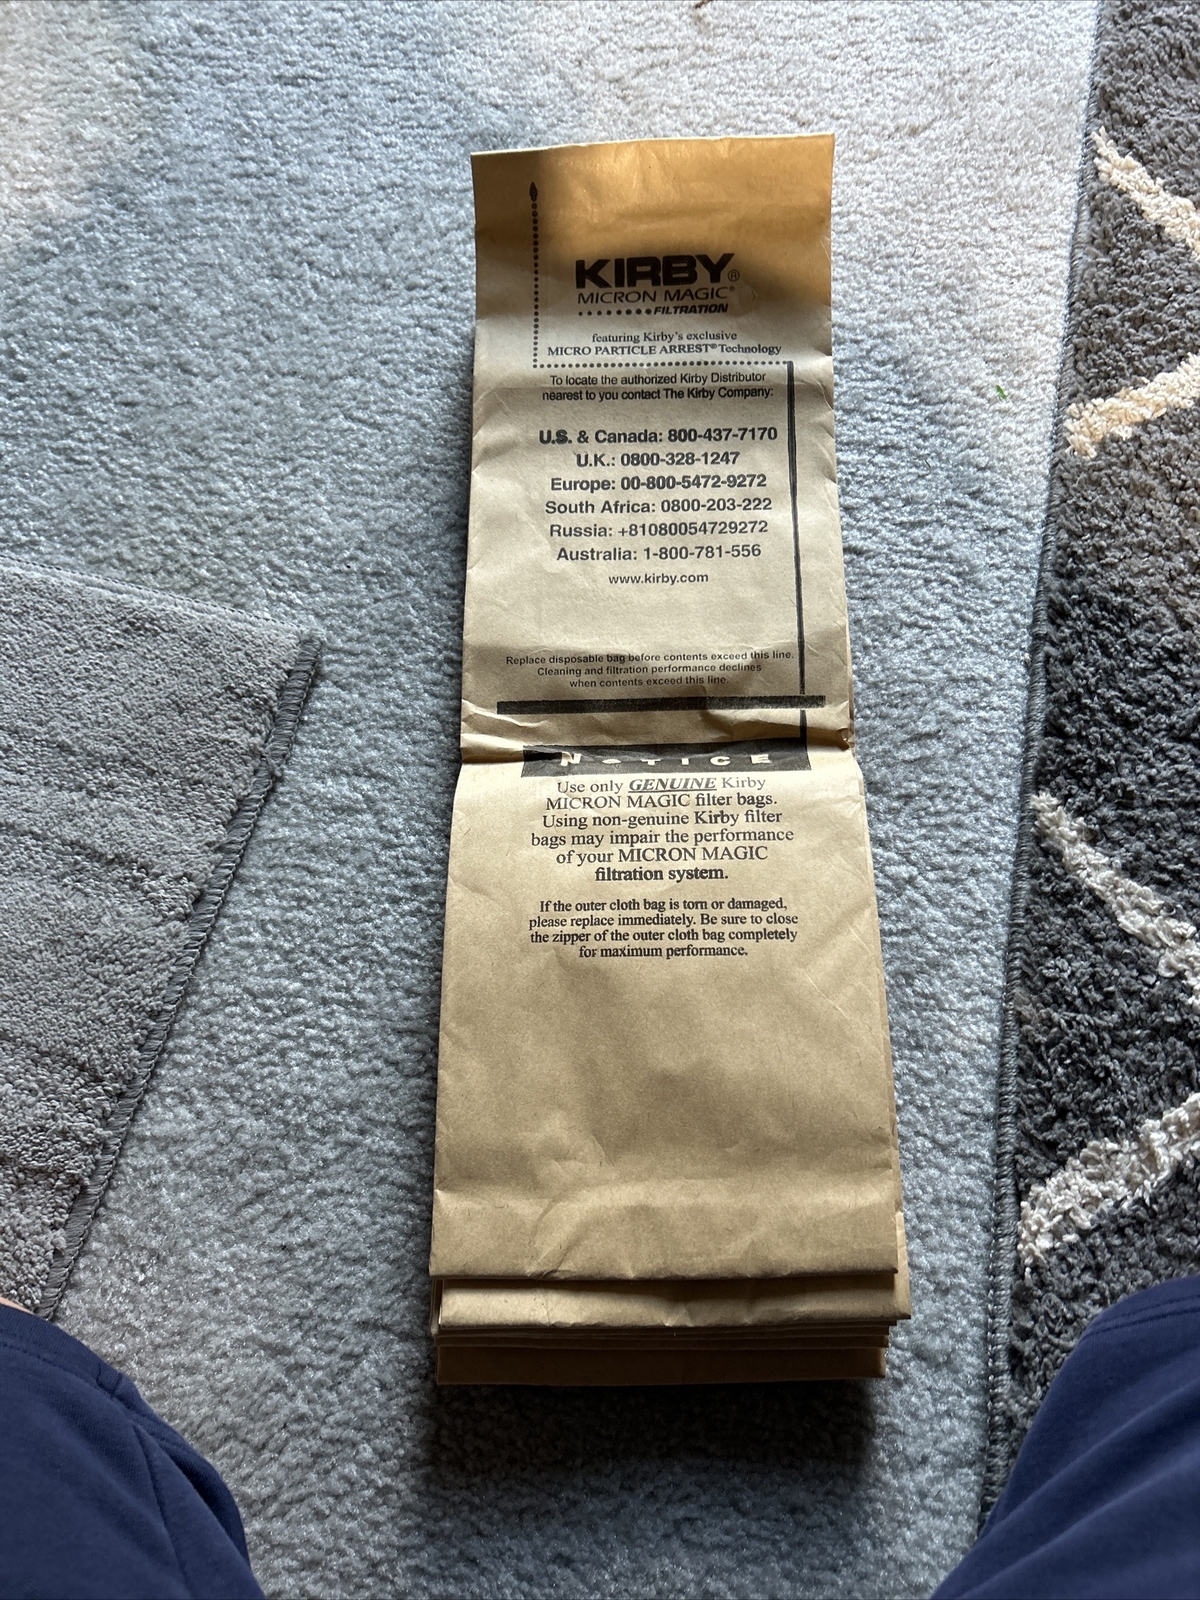 KIRBY®
MICRON MAGIC®
FILTRATION
featuring Kirby's exclusive
MICRO PARTICLE ARREST® Technology
To locate the authorized Kirby Distributor
nearest to you contact The Kirby Company:
U.S. & Canada: 800-437-7170
U.K.: 0800-328-1247
Europe: 00-800-5472-9272
South Africa: 0800-203-222
Russia: +81080054729272
Australia: 1-800-781-556
www.kirby.com
Replace disposable bag before contents exceed this line.
Cleaning and filtration performance declines
when contents exceed this line.
NOTICE
Use only GENUINE Kirby
MICRON MAGIC filter bags.
Using non-genuine Kirby filter
bags may impair the performance
of your MICRON MAGIC
filtration system.
If the outer cloth bag is torn or damaged,
please replace immediately. Be sure to close
the zipper of the outer cloth bag completely
for maximum performance.